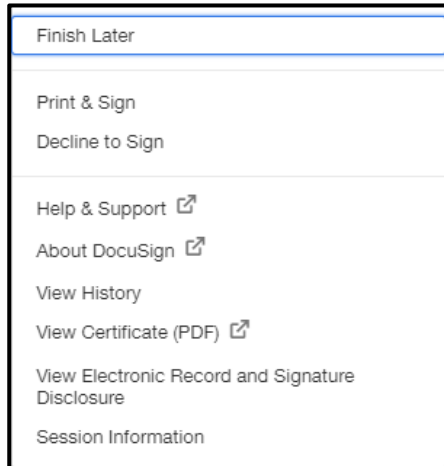 Finish Later
Print & Sign
Decline to Sign
Help & Support
About DocuSign
View History
View Certificate (PDF)
View Electronic Record and Signature
Disclosure
Session Information